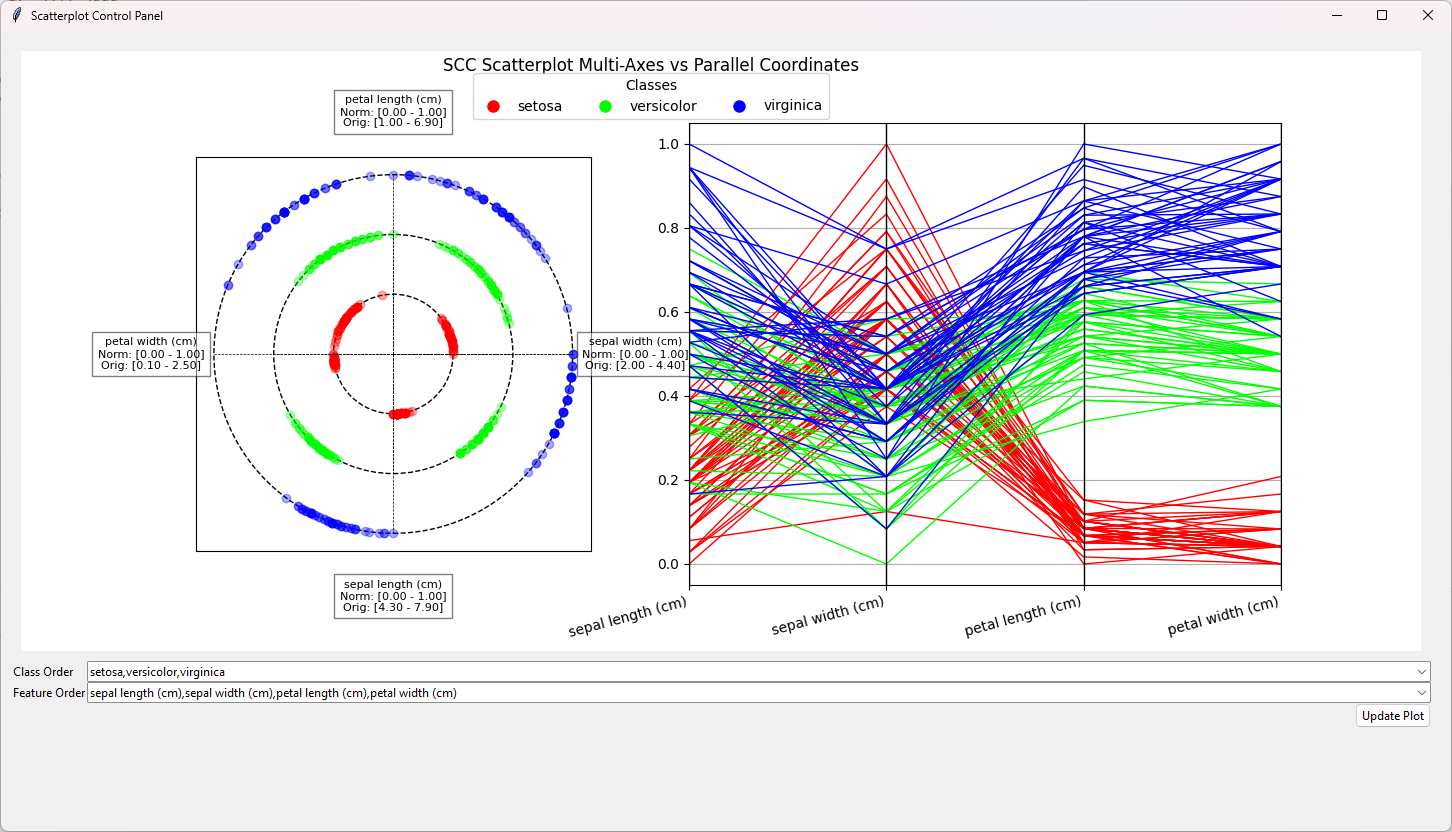 Scatterplot Control Panel
SCC Scatterplot Multi-Axes vs Parallel Coordinates
Classes
setosa
versicolor
virginica
petal length (cm)
Norm: [0.00 - 1.00]
Orig: [1.00 - 6.90]
petal width (cm)
Norm: [0.00 - 1.00]
Orig: [0.10 - 2.50]
sepal width (cm)
Norm: [0.00 - 1.00]
Orig: [2.00 - 4.40]
sepal length (cm)
Norm: [0.00 - 1.00]
Orig: [4.30 - 7.90]
1.0
0.8
0.6
0.4
0.2
0.0
sepal length (cm)
sepal width (cm)
petal length (cm)
petal width (cm)
Class Order
setosa,versicolor,virginica
Feature Order
sepal length (cm),sepal width (cm),petal length (cm),petal width (cm)
Update Plot